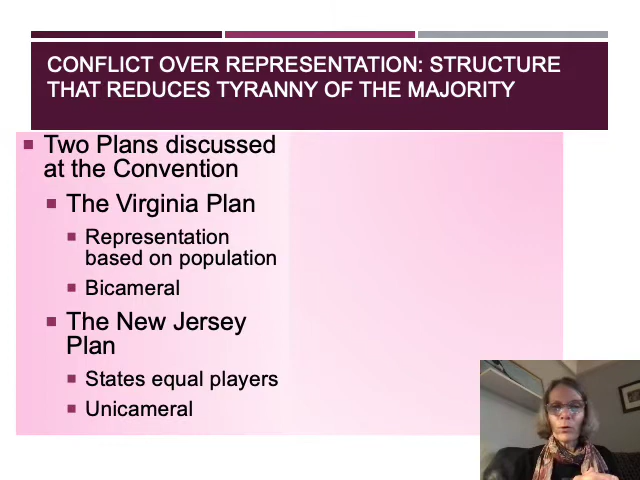 CONFLICT OVER REPRESENTATION: STRUCTURE
THAT REDUCES TYRANNY OF THE MAJORITY
Two Plans discussed
at the Convention
The Virginia Plan
Representation
based on population
Bicameral
The New Jersey
Plan
States equal players
Unicameral